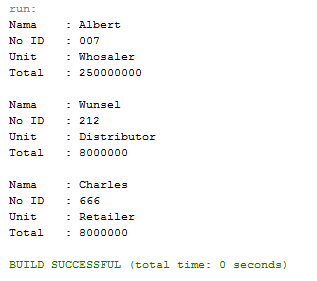 run:
Nama    : Albert
No ID   : 007
Unit    : Whosaler
Total   : 250000000
Nama    : Wunsel
No ID   : 212
Unit    : Distributor
Total   : 8000000
Nama    : Charles
No ID   : 666
Unit    : Retailer
Total   : 8000000
BUILD SUCCESSFUL (total time: 0 seconds)